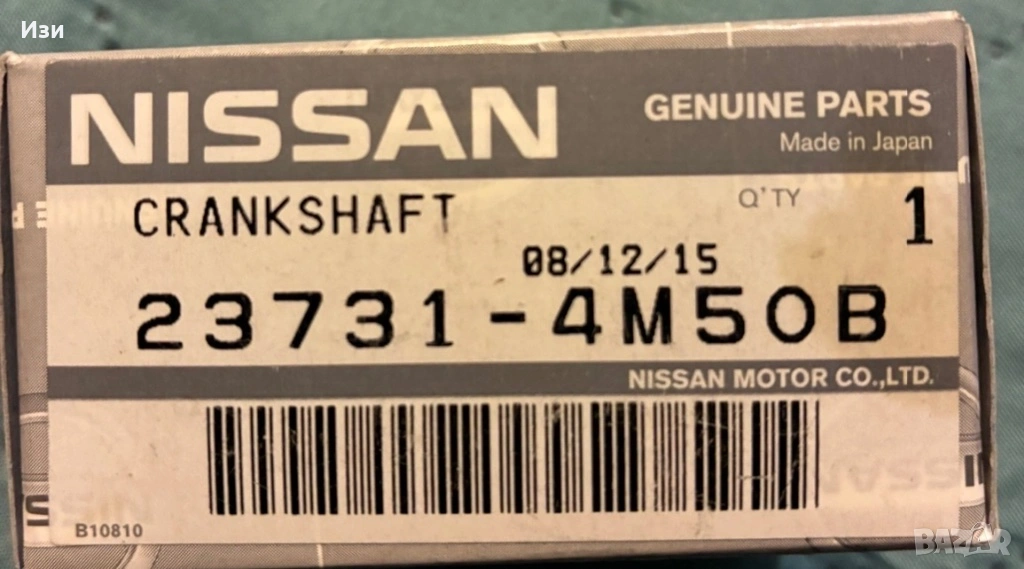 Изи
NISSAN
GENUINE PARTS
Made in Japan
CRANKSHAFT
Q'TY 1
08/12/15
23731-4M50B
NISSAN MOTOR CO.,LTD.
B10810
BAZAR